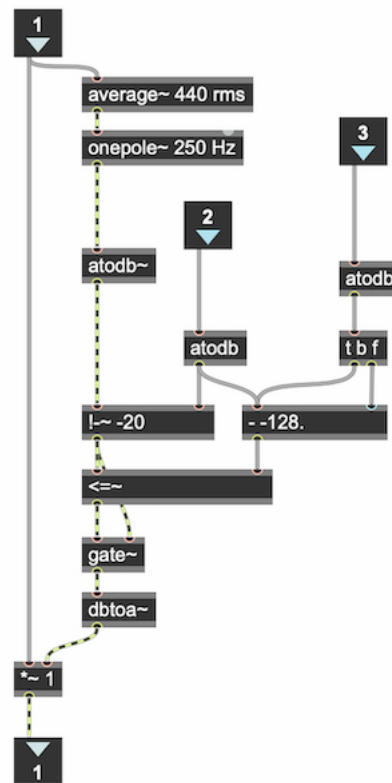 1
average~ 440 rms
onepole~ 250 Hz
3
2
atodb~
atodb
atodb
t b f
!-~ -20
- -128.
<=~
gate~
dbtoa~
*~ 1
1